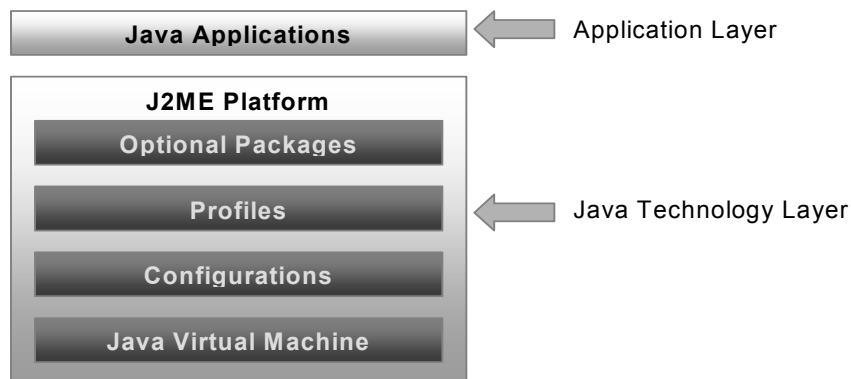 Java Applications
Application Layer
J2ME Platform
Optional Packages
Profiles
Java Technology Layer
Configurations
Java Virtual Machine